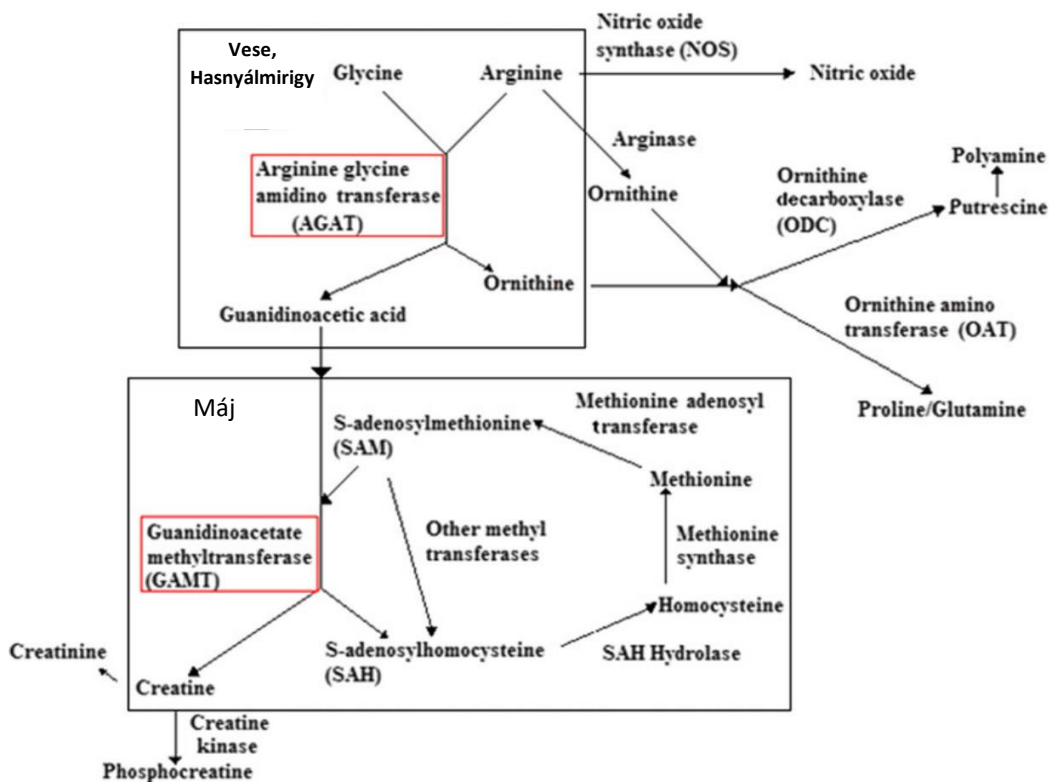 Vese,
Hasnyálmirigy
Glycine
Arginine
Nitric oxide
synthase (NOS)
Nitric oxide
Arginase
Ornithine
Arginine glycine
amidino transferase
(AGAT)
Ornithine
decarboxylase
(ODC)
Polyamine
Putrescine
Guanidinoacetic acid
Ornithine
Ornithine amino
transferase (OAT)
Proline/Glutamine
Máj
S-adenosylmethionine
(SAM)
Methionine adenosyl
transferase
Methionine
Guanidinoacetate
methyltransferase
(GAMT)
Other methyl
transferases
Methionine
synthase
Homocysteine
S-adenosylhomocysteine
(SAH)
SAH Hydrolase
Creatinine
Creatine
Creatine
kinase
Phosphocreatine